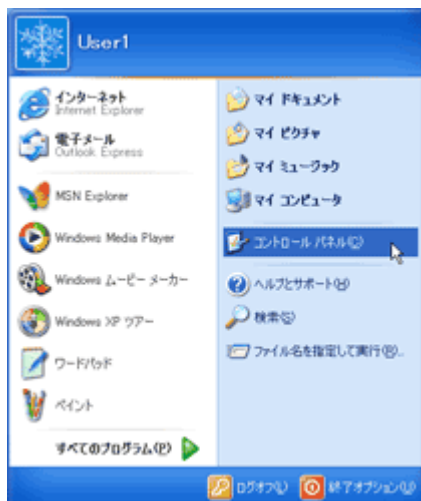 User1
インターネット
Internet Explorer
電子メール
Outlook Express
MSN Explorer
Windows Media Player
Windows ムービー メーカー
Windows XP ツアー
ワードパッド
ペイント
すべてのプログラム(P)
マイ ドキュメント
マイ ピクチャ
マイ ミュージック
マイ コンピュータ
コントロール パネル(C)
ヘルプとサポート(H)
検索(S)
ファイル名を指定して実行(R)...
ログオフ(L)
終了オプション(U)